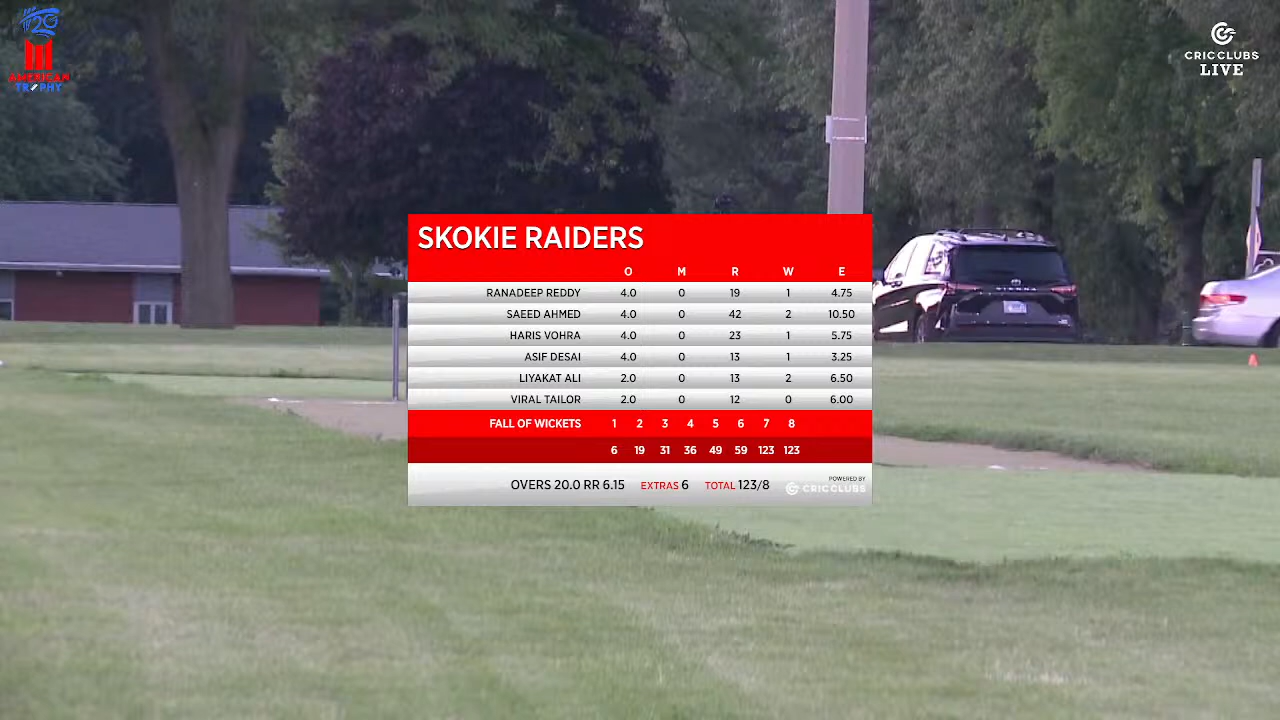 T20
AMERICAN
TROPHY
CRICCLUBS
LIVE
SKOKIE RAIDERS
O M R W E
RANADEEP REDDY 4.0 0 19 1 4.75
SAEED AHMED 4.0 0 42 2 10.50
HARIS VOHRA 4.0 0 23 1 5.75
ASIF DESAI 4.0 0 13 1 3.25
LIYAKAT ALI 2.0 0 13 2 6.50
VIRAL TAILOR 2.0 0 12 0 6.00
FALL OF WICKETS 1 2 3 4 5 6 7 8
6 19 31 36 49 59 123 123
OVERS 20.0 RR 6.15 EXTRAS 6 TOTAL 123/8
POWERED BY
CRICCLUBS